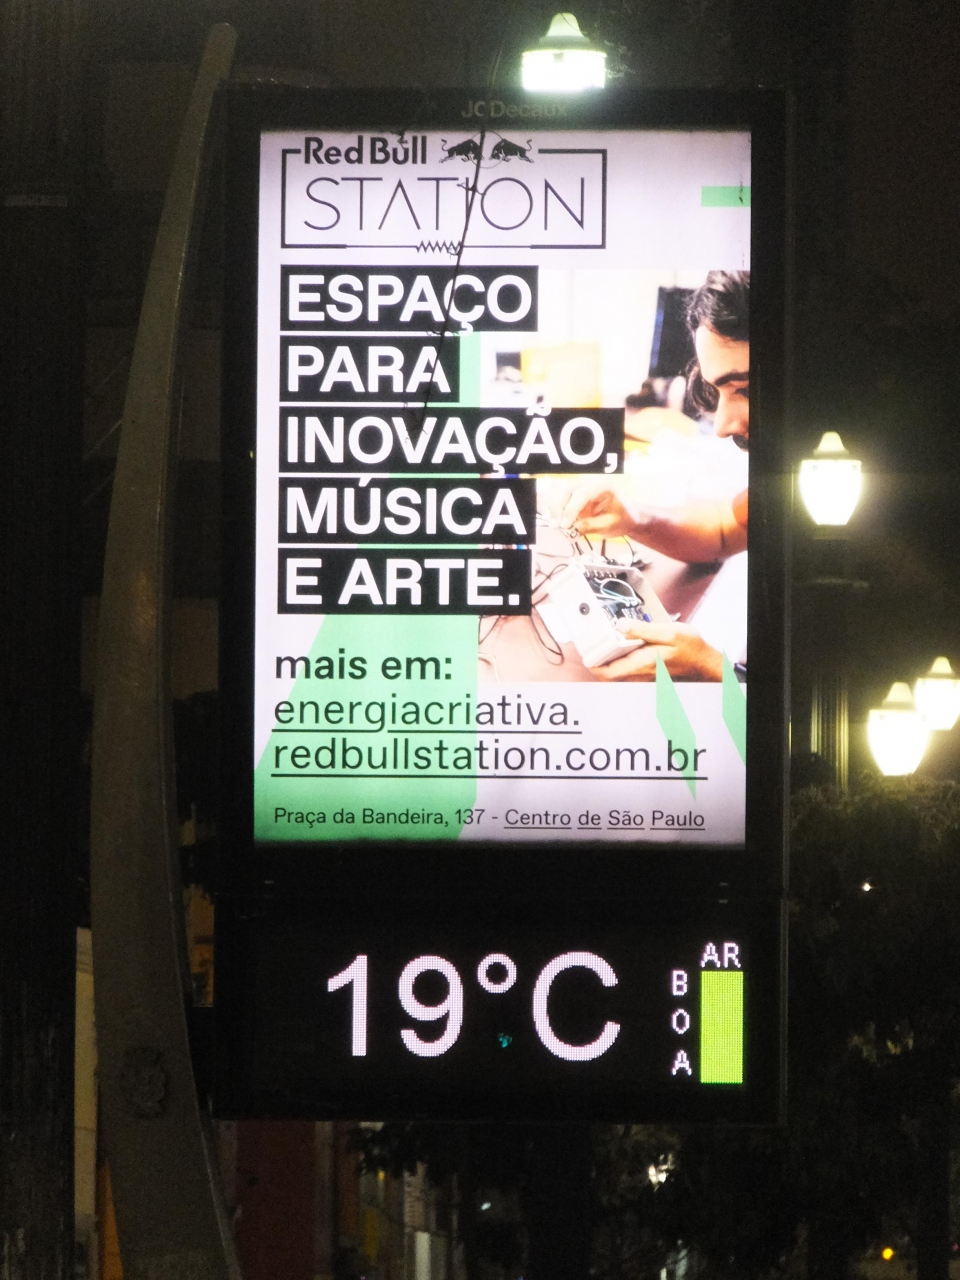 JCDecaux
Red Bull
STATION
ESPAÇO
PARA
INOVAÇÃO,
MÚSICA
E ARTE.
mais em:
energiacriativa.
redbullstation.com.br
Praça da Bandeira, 137 - Centro de São Paulo
19°C
AR
BOA